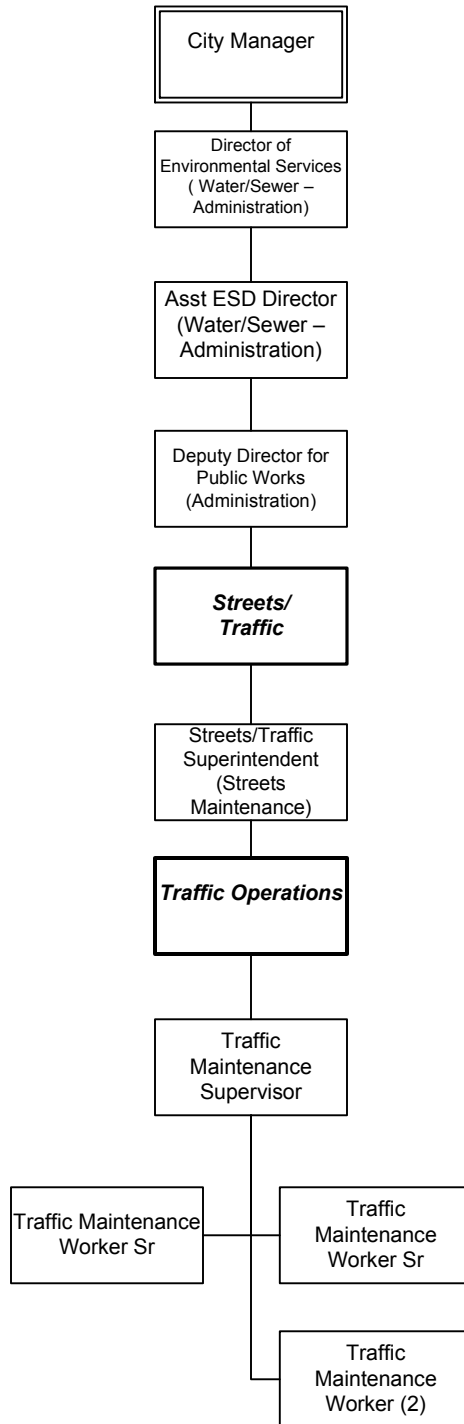 City Manager
Director of
Environmental Services
( Water/Sewer –
Administration)
Asst ESD Director
(Water/Sewer –
Administration)
Deputy Director for
Public Works
(Administration)
Streets/
Traffic
Streets/Traffic
Superintendent
(Streets
Maintenance)
Traffic Operations
Traffic
Maintenance
Supervisor
Traffic Maintenance
Worker Sr
Traffic
Maintenance
Worker Sr
Traffic
Maintenance
Worker (2)